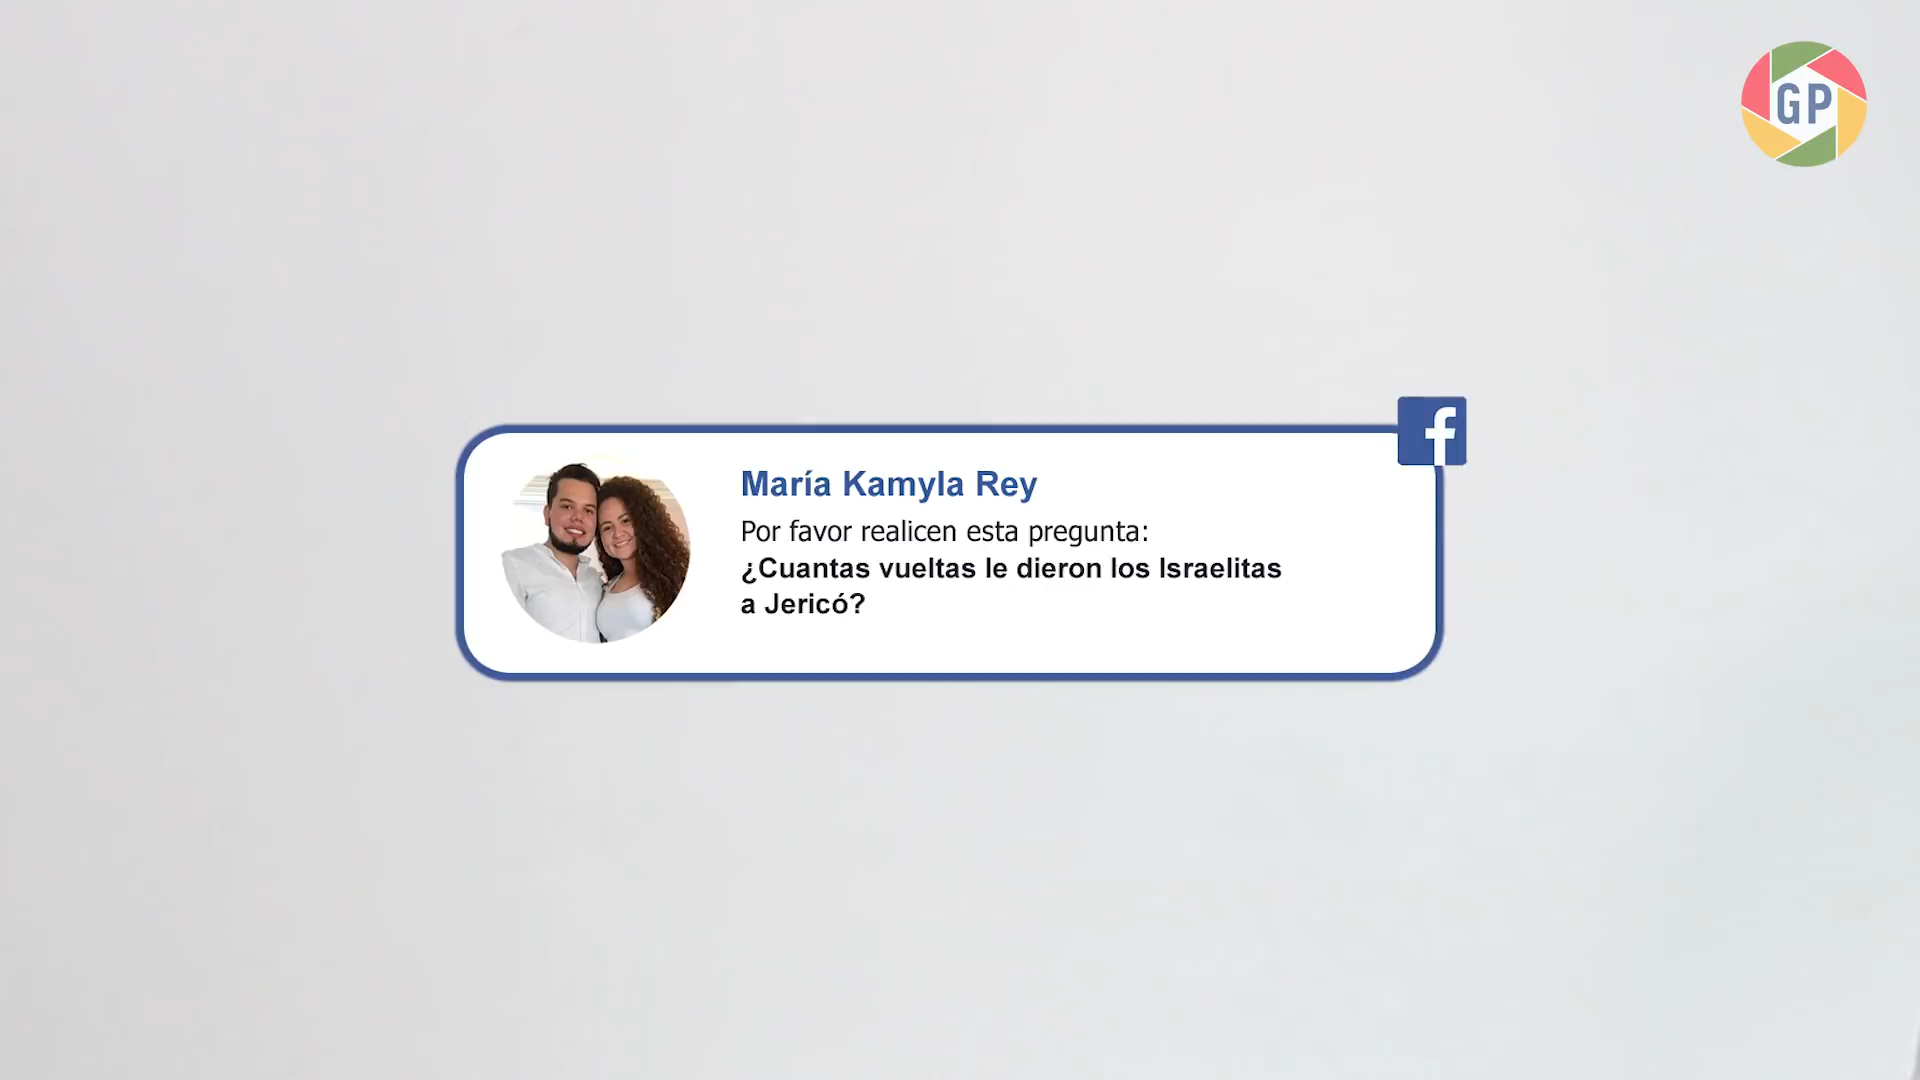 GP
María Kamyla Rey
Por favor realicen esta pregunta:
¿Cuantas vueltas le dieron los Israelitas
a Jericó?